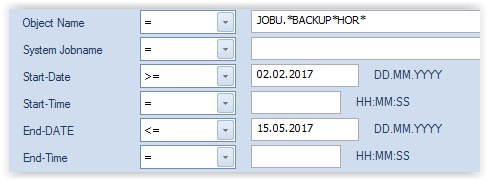 Object Name = JOBU.*BACKUP*HOR*
System Jobname =
Start-Date >= 02.02.2017 DD.MM.YYYY
Start-Time = HH:MM:SS
End-DATE <= 15.05.2017 DD.MM.YYYY
End-Time = HH:MM:SS